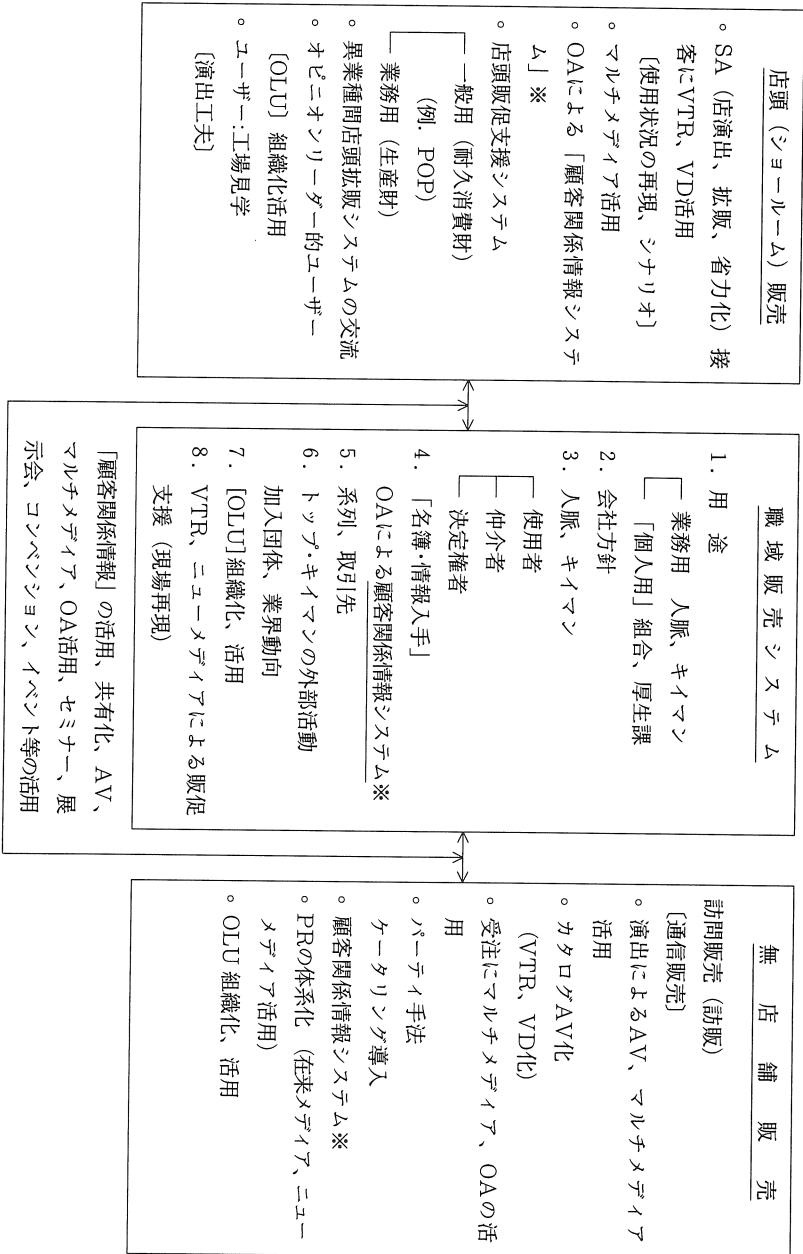 店頭(ショールーム)販売
。SA(店演出、拡販、省力化)接
客にVTR、VD活用
〔使用状況の再現、シナリオ〕
。マルチメディア活用
。OAによる「顧客関係情報システ
ム」※
。店頭販促支援システム
一般用(耐久消費財)
(例. POP)
業務用(生産財)
。異業種間店頭拡販システムの交流
。オピニオンリーダー的ユーザー
〔OLU〕組織化活用
。ユーザー:工場見学
〔演出工夫〕
職域販売システム
1. 用 途
業務用 人脈、キイマン
「個人用」組合、厚生課
2. 会社方針
3. 人脈、キイマン
使用者
仲介者
決定権者
4. 「名簿・情報入手」
OAによる顧客関係情報システム※
5. 系列、取引先
6. トップ・キイマンの外部活動
加入団体、業界動向
7. [OLU]組織化、活用
8. VTR、ニューメディアによる販促
支援(現場再現)
「顧客関係情報」の活用、共有化、AV、
マルチメディア、OA活用、セミナー、展
示会、コンベンション、イベント等の活用
無店舗販売
訪問販売(訪販)
〔通信販売〕
。演出によるAV、マルチメディア
活用
。カタログAV化
(VTR、VD化)
。受注にマルチメディア、OAの活
用
。パーティ手法
ケータリング導入
。顧客関係情報システム※
。PRの体系化(在来メディア、ニュー
メディア活用)
。OLU組織化、活用